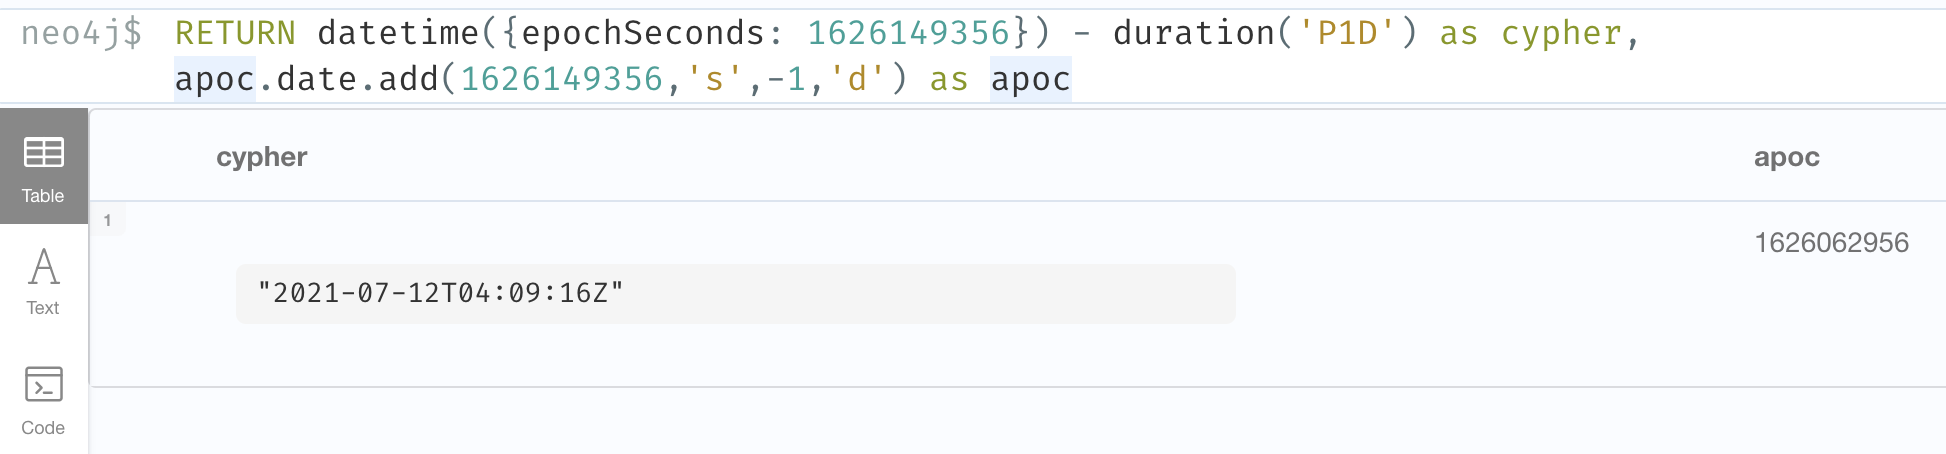 neo4j$ RETURN datetime({epochSeconds: 1626149356}) - duration('P1D') as cypher,
apoc.date.add(1626149356,'s',-1,'d') as apoc
cypher apoc
Table
1
1626062956
"2021-07-12T04:09:16Z"
A
Text
>_
Code